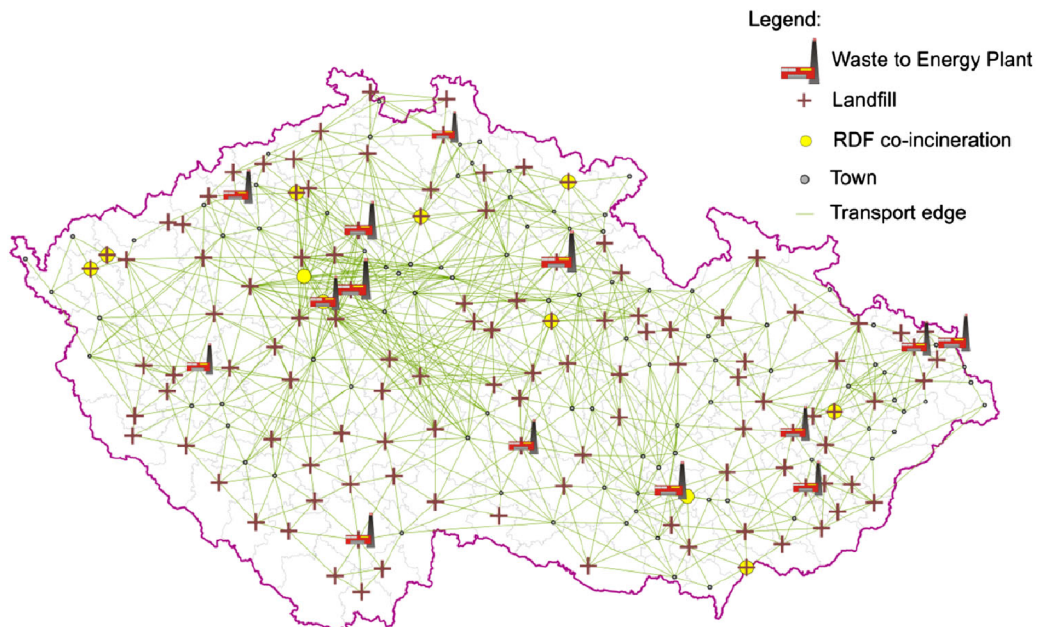 Legend:
Waste to Energy Plant
Landfill
RDF co-incineration
Town
Transport edge